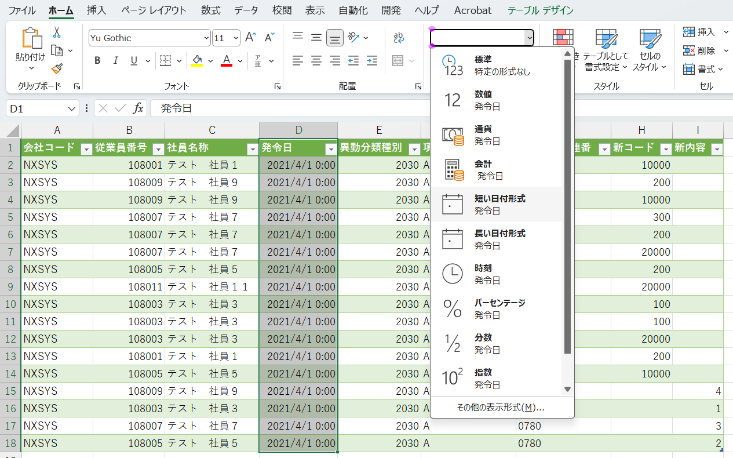 ファイル ホーム 挿入 ページ レイアウト 数式 データ 校閲 表示 自動化 開発 ヘルプ Acrobat テーブル デザイン
貼り付け
クリップボード
Yu Gothic 11
B I U
フォント
配置
テーブルとして
書式設定
セルの
スタイル
スタイル
挿入
削除
書式
セル
D1 fx 発令日
標準
特定の形式なし
数値
発令日
通貨
発令日
会計
発令日
短い日付形式
発令日
長い日付形式
発令日
時刻
発令日
パーセンテージ
発令日
分数
発令日
指数
発令日
その他の表示形式(M)...
A B C D E H I
1 会社コード 従業員番号 社員名称 発令日 異動分類種別 連番 新コード 新内容
2 NXSYS 108001 テスト 社員1 2021/4/1 0:00 2030 A 10000
3 NXSYS 108009 テスト 社員9 2021/4/1 0:00 2030 A 200
4 NXSYS 108009 テスト 社員9 2021/4/1 0:00 2030 A 10000
5 NXSYS 108007 テスト 社員7 2021/4/1 0:00 2030 A 300
6 NXSYS 108007 テスト 社員7 2021/4/1 0:00 2030 A 200
7 NXSYS 108007 テスト 社員7 2021/4/1 0:00 2030 A 20000
8 NXSYS 108005 テスト 社員5 2021/4/1 0:00 2030 A 200
9 NXSYS 108011 テスト 社員11 2021/4/1 0:00 2030 A 20000
10 NXSYS 108003 テスト 社員3 2021/4/1 0:00 2030 A 100
11 NXSYS 108003 テスト 社員3 2021/4/1 0:00 2030 A 100
12 NXSYS 108003 テスト 社員3 2021/4/1 0:00 2030 A 20000
13 NXSYS 108001 テスト 社員1 2021/4/1 0:00 2030 A 200
14 NXSYS 108005 テスト 社員5 2021/4/1 0:00 2030 A 10000
15 NXSYS 108009 テスト 社員9 2021/4/1 0:00 2030 A 4
16 NXSYS 108003 テスト 社員3 2021/4/1 0:00 2030 A 1
17 NXSYS 108007 テスト 社員7 2021/4/1 0:00 2030 A 0780 3
18 NXSYS 108005 テスト 社員5 2021/4/1 0:00 2030 A 0780 2